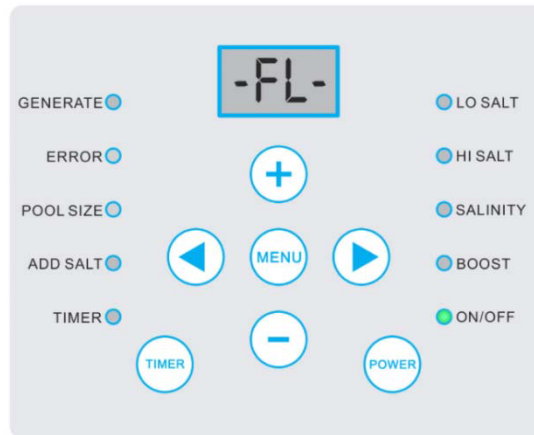 -FL-
GENERATE
LO SALT
ERROR
HI SALT
+
POOL SIZE
SALINITY
ADD SALT
MENU
BOOST
TIMER
ON/OFF
-
TIMER
POWER